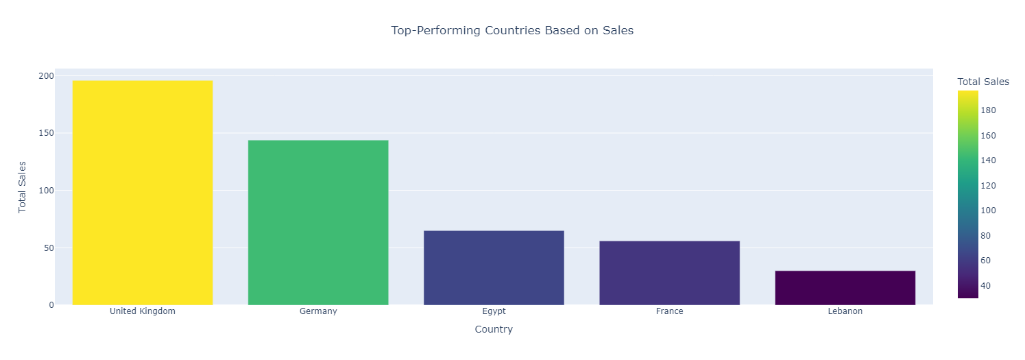 Top-Performing Countries Based on Sales
Total Sales
200
180
160
150
140
120
100
100
80
60
50
40
0
United Kingdom
Germany
Egypt
France
Lebanon
Total Sales
Country